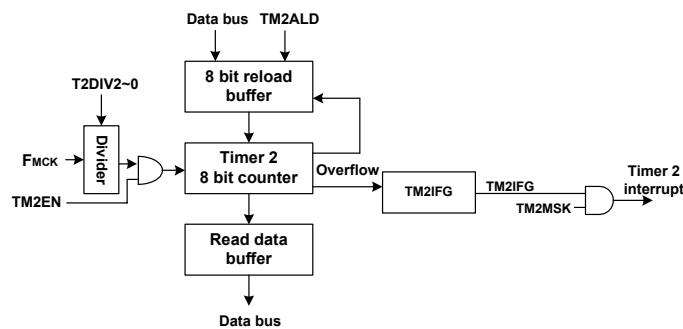 Data bus
TM2ALD
8 bit reload
buffer
T2DIV2~0
Divider
FMCK
TM2EN
Timer 2
8 bit counter
Overflow
TM2IFG
TM2IFG
TM2MSK
Timer 2
interrupt
Read data
buffer
Data bus